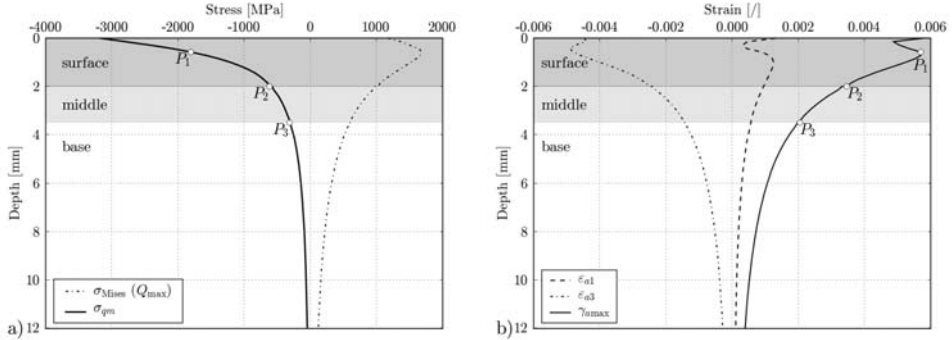 Stress [MPa]
-4000 -3000 -2000 -1000 0 1000 2000
0
2
4
6
8
10
12
Depth [mm]
surface
middle
base
P1
P2
P3
σMises (Qmax)
σqm
a)
Strain [/]
-0.006 -0.004 -0.002 0.000 0.002 0.004 0.006
0
2
4
6
8
10
12
Depth [mm]
surface
middle
base
P1
P2
P3
εa1
εa3
γamax
b)